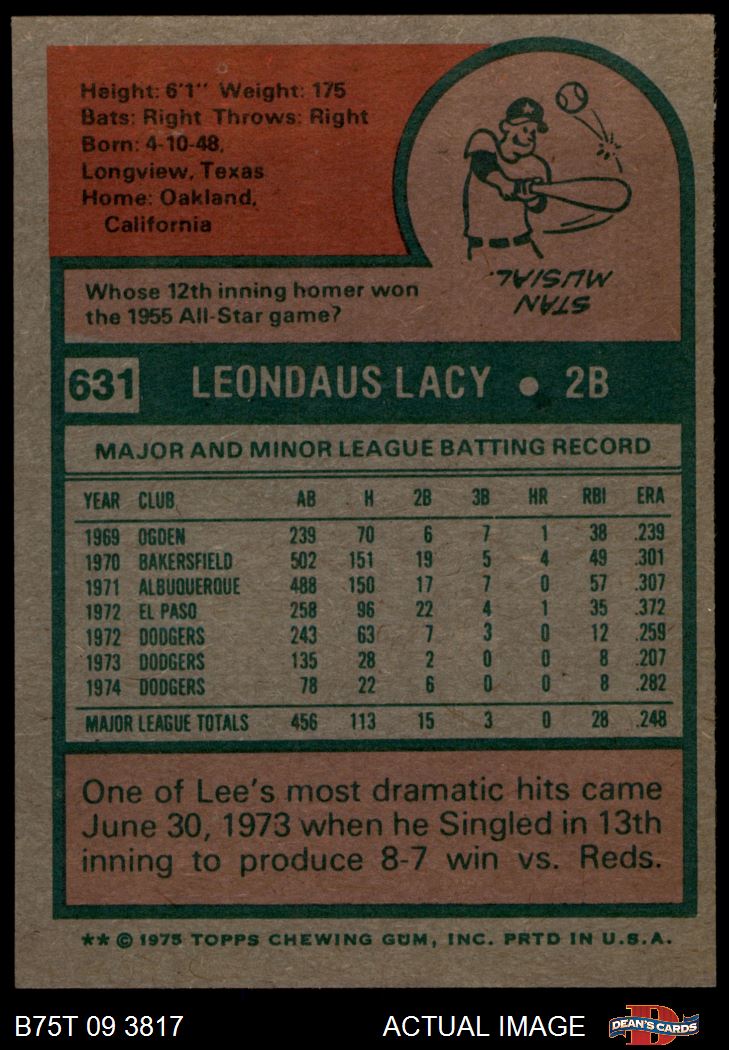 Height: 6'1" Weight: 175
Bats: Right Throws: Right
Born: 4-10-48,
Longview, Texas
Home: Oakland,
California
Whose 12th inning homer won
the 1955 All-Star game?
STAN
MUSIAL.
631 LEONDAUS LACY • 2B
MAJOR AND MINOR LEAGUE BATTING RECORD
YEAR CLUB AB H 2B 3B HR RBI ERA
1969 OGDEN 239 70 6 7 1 38 .239
1970 BAKERSFIELD 502 151 19 5 4 49 .301
1971 ALBUQUERQUE 488 150 17 7 0 57 .307
1972 EL PASO 258 96 22 4 1 35 .372
1972 DODGERS 243 63 7 3 0 12 .259
1973 DODGERS 135 28 2 0 0 8 .207
1974 DODGERS 78 22 6 0 0 8 .282
MAJOR LEAGUE TOTALS 456 113 15 3 0 28 .248
One of Lee's most dramatic hits came
June 30, 1973 when he Singled in 13th
inning to produce 8-7 win vs. Reds.
** © 1975 TOPPS CHEWING GUM, INC. PRTD IN U.S.A.
B75T 09 3817 ACTUAL IMAGE D DEAN'S CARDS